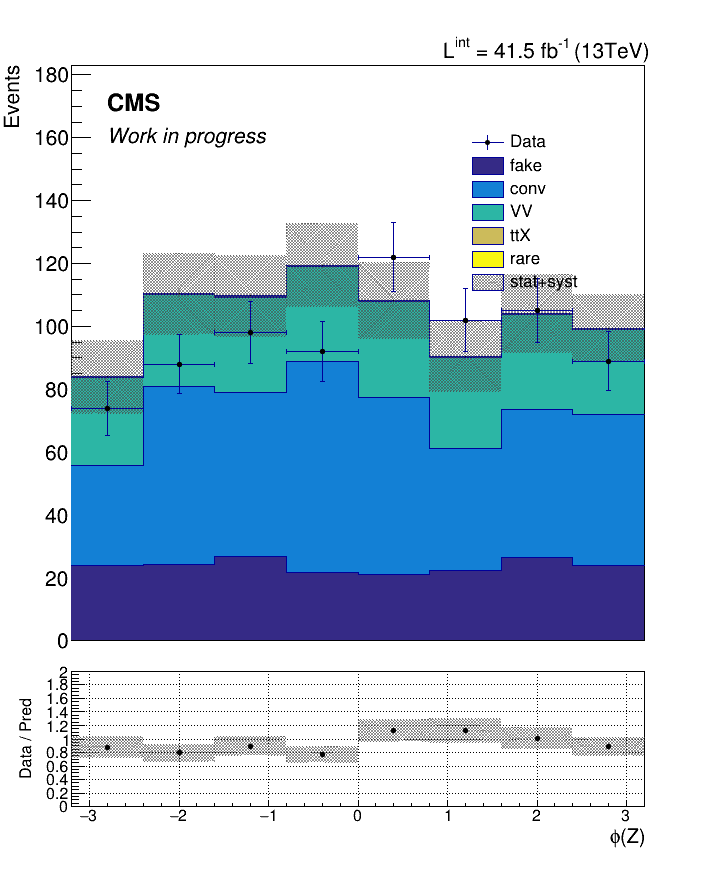 L^int = 41.5 fb^-1 (13TeV)
Events
180
160
140
120
100
80
60
40
20
0
CMS
Work in progress
Data
fake
conv
VV
ttX
rare
stat+syst
Data / Pred
2
1.8
1.6
1.4
1.2
1
0.8
0.6
0.4
0.2
0
−3 −2 −1 0 1 2 3
ϕ(Z)